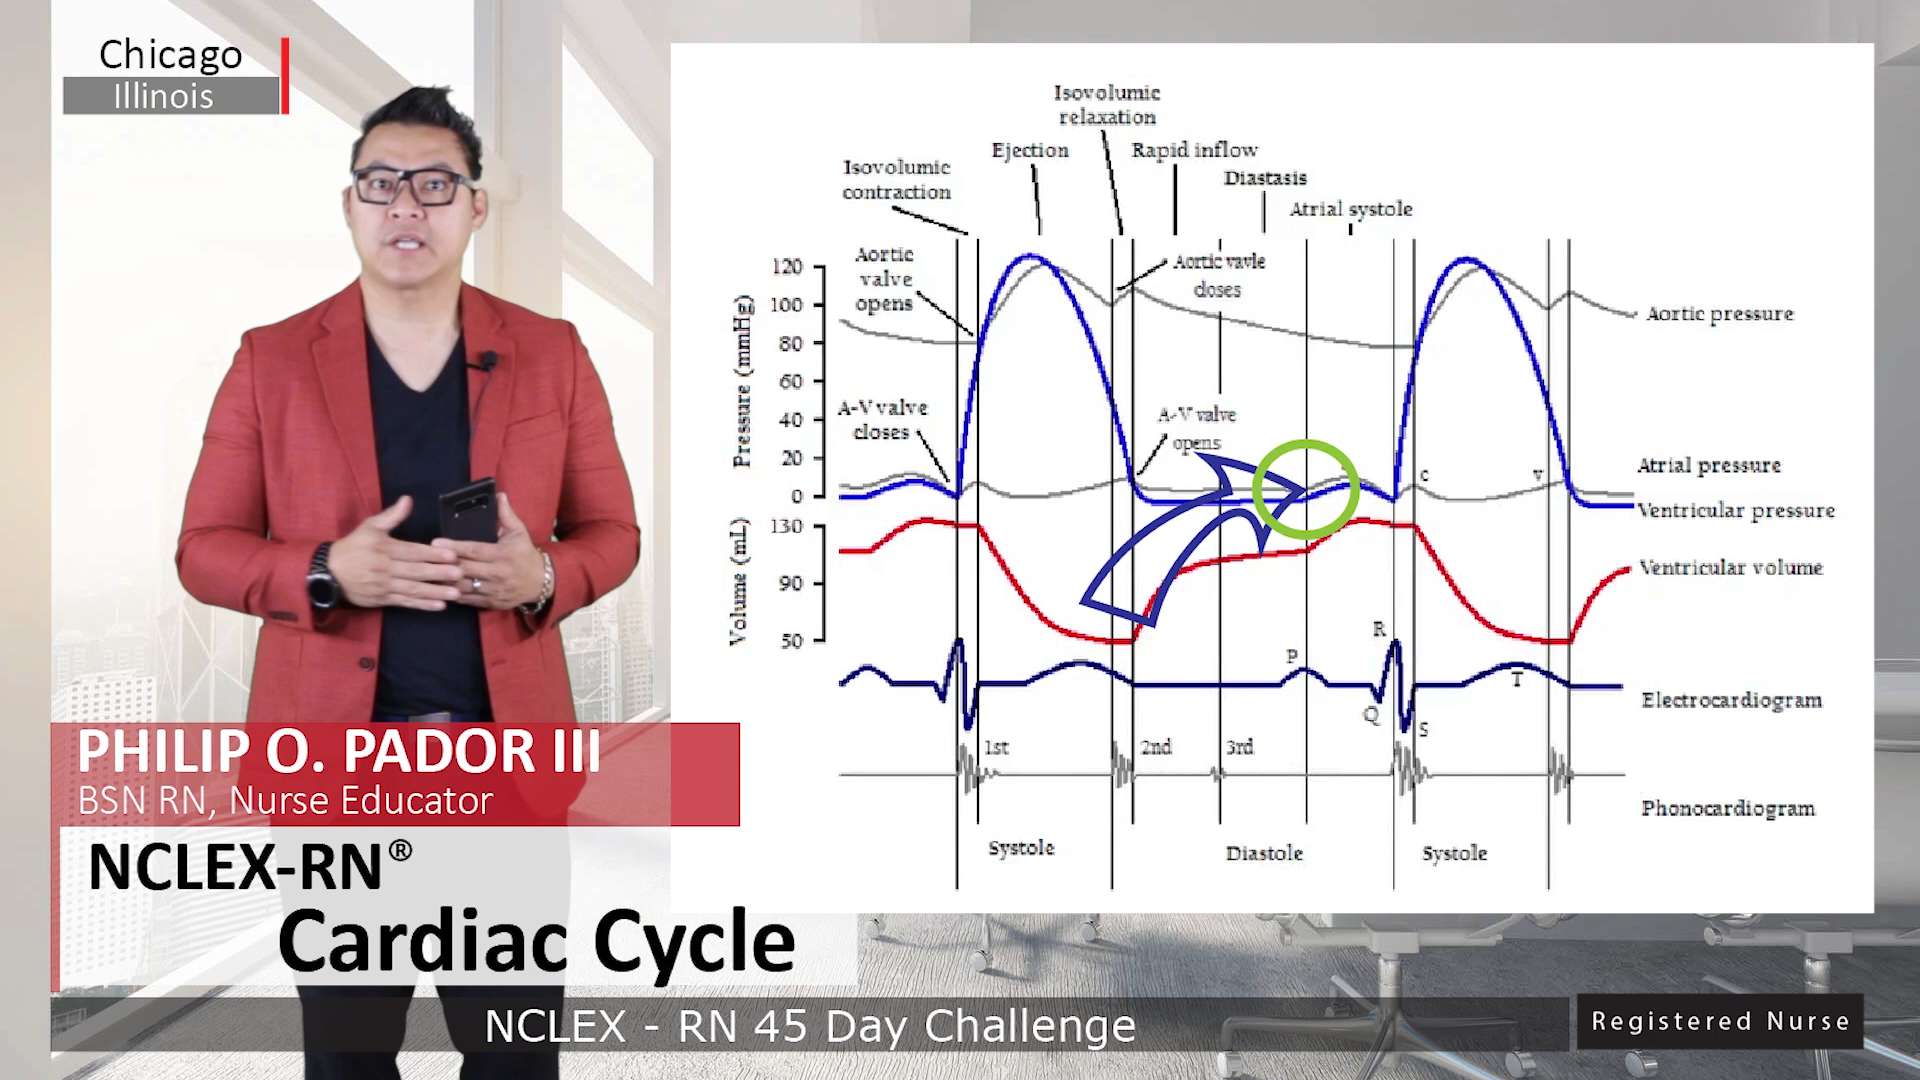 Chicago
Illinois
Isovolumic
relaxation
Ejection
Rapid inflow
Isovolumic
contraction
Diastasis
Atrial systole
Aortic
valve
opens
Aortic vavle
closes
120
100
80
60
40
20
0
Pressure (mmHg)
A-V valve
closes
A-V valve
opens
c
v
Aortic pressure
Atrial pressure
Ventricular pressure
130
90
50
Volume (mL)
Ventricular volume
R
P
T
Q
S
Electrocardiogram
1st
2nd
3rd
Phonocardiogram
Systole
Diastole
Systole
PHILIP O. PADOR III
BSN RN, Nurse Educator
NCLEX-RN®
Cardiac Cycle
NCLEX - RN 45 Day Challenge
Registered Nurse